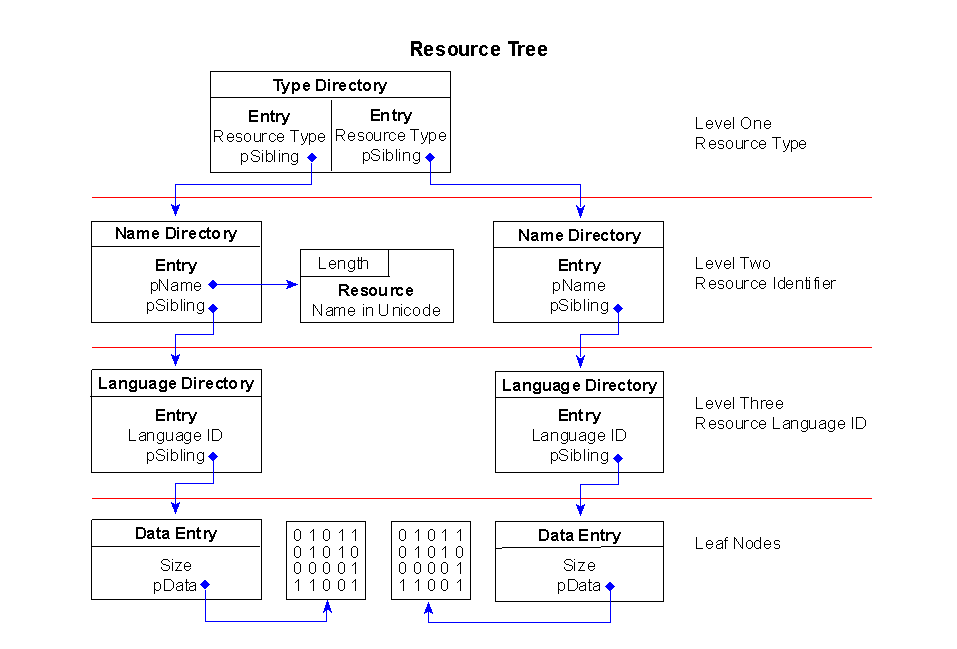 Resource Tree
Type Directory
Entry
Resource Type
pSibling
Entry
Resource Type
pSibling
Level One
Resource Type
Name Directory
Entry
pName
pSibling
Length
Resource
Name in Unicode
Name Directory
Entry
pName
pSibling
Level Two
Resource Identifier
Language Directory
Entry
Language ID
pSibling
Language Directory
Entry
Language ID
pSibling
Level Three
Resource Language ID
Data Entry
Size
pData
0 1 0 1 1
0 1 0 1 0
0 0 0 0 1
1 1 0 0 1
0 1 0 1 1
0 1 0 1 0
0 0 0 0 1
1 1 0 0 1
Data Entry
Size
pData
Leaf Nodes